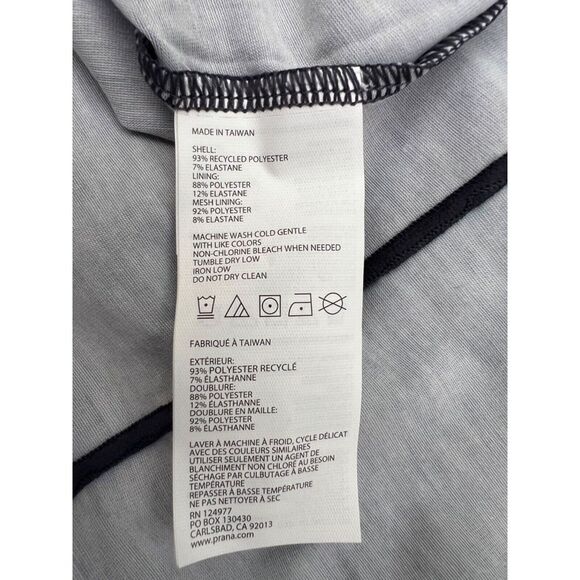 MADE IN TAIWAN
SHELL:
93% RECYCLED POLYESTER
7% ELASTANE
LINING:
88% POLYESTER
12% ELASTANE
MESH LINING:
92% POLYESTER
8% ELASTANE
MACHINE WASH COLD GENTLE
WITH LIKE COLORS
NON-CHLORINE BLEACH WHEN NEEDED
TUMBLE DRY LOW
IRON LOW
DO NOT DRY CLEAN
FABRIQUÉ À TAIWAN
EXTÉRIEUR:
93% POLYESTER RECYCLÉ
7% ÉLASTHANNE
DOUBLURE:
88% POLYESTER
12% ÉLASTHANNE
DOUBLURE EN MAILLE:
92% POLYESTER
8% ÉLASTHANNE
LAVER À MACHINE À FROID, CYCLE DÉLICAT
AVEC DES COULEURS SIMILAIRES
UTILISER SEULEMENT UN AGENT DE
BLANCHIMENT NON CHLORÉ AU BESOIN
SÉCHAGE PAR CULBUTAGE À BASSE
TEMPÉRATURE
REPASSER À BASSE TEMPÉRATURE
NE PAS NETTOYER À SEC
RN 124977
PO BOX 130430
CARLSBAD, CA 92013
www.prana.com